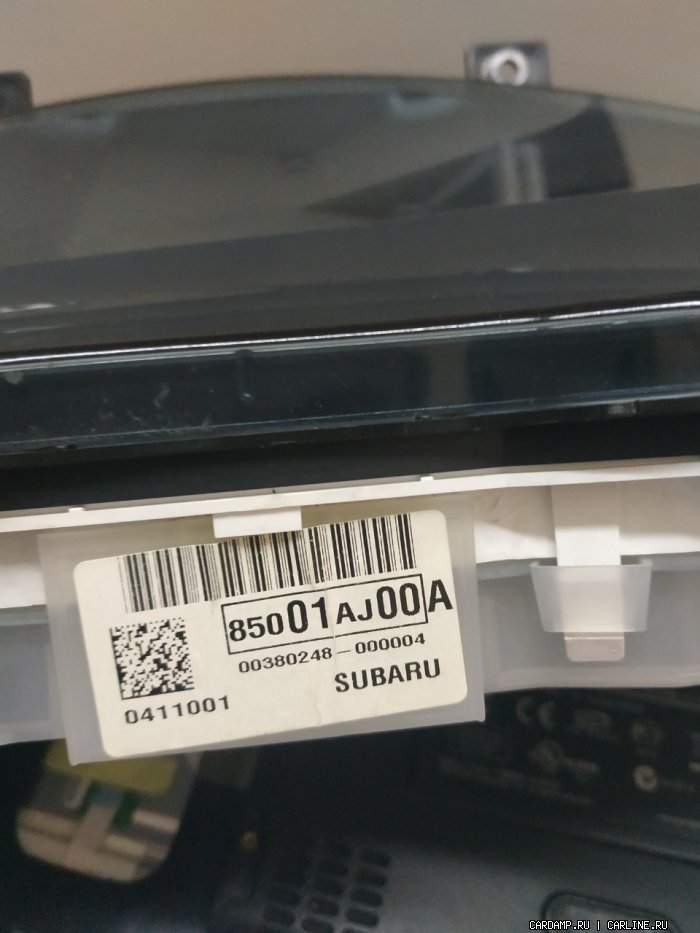 85001AJ00A
00380248-000004
SUBARU
0411001
CARDAMP.RU | CARLINE.RU